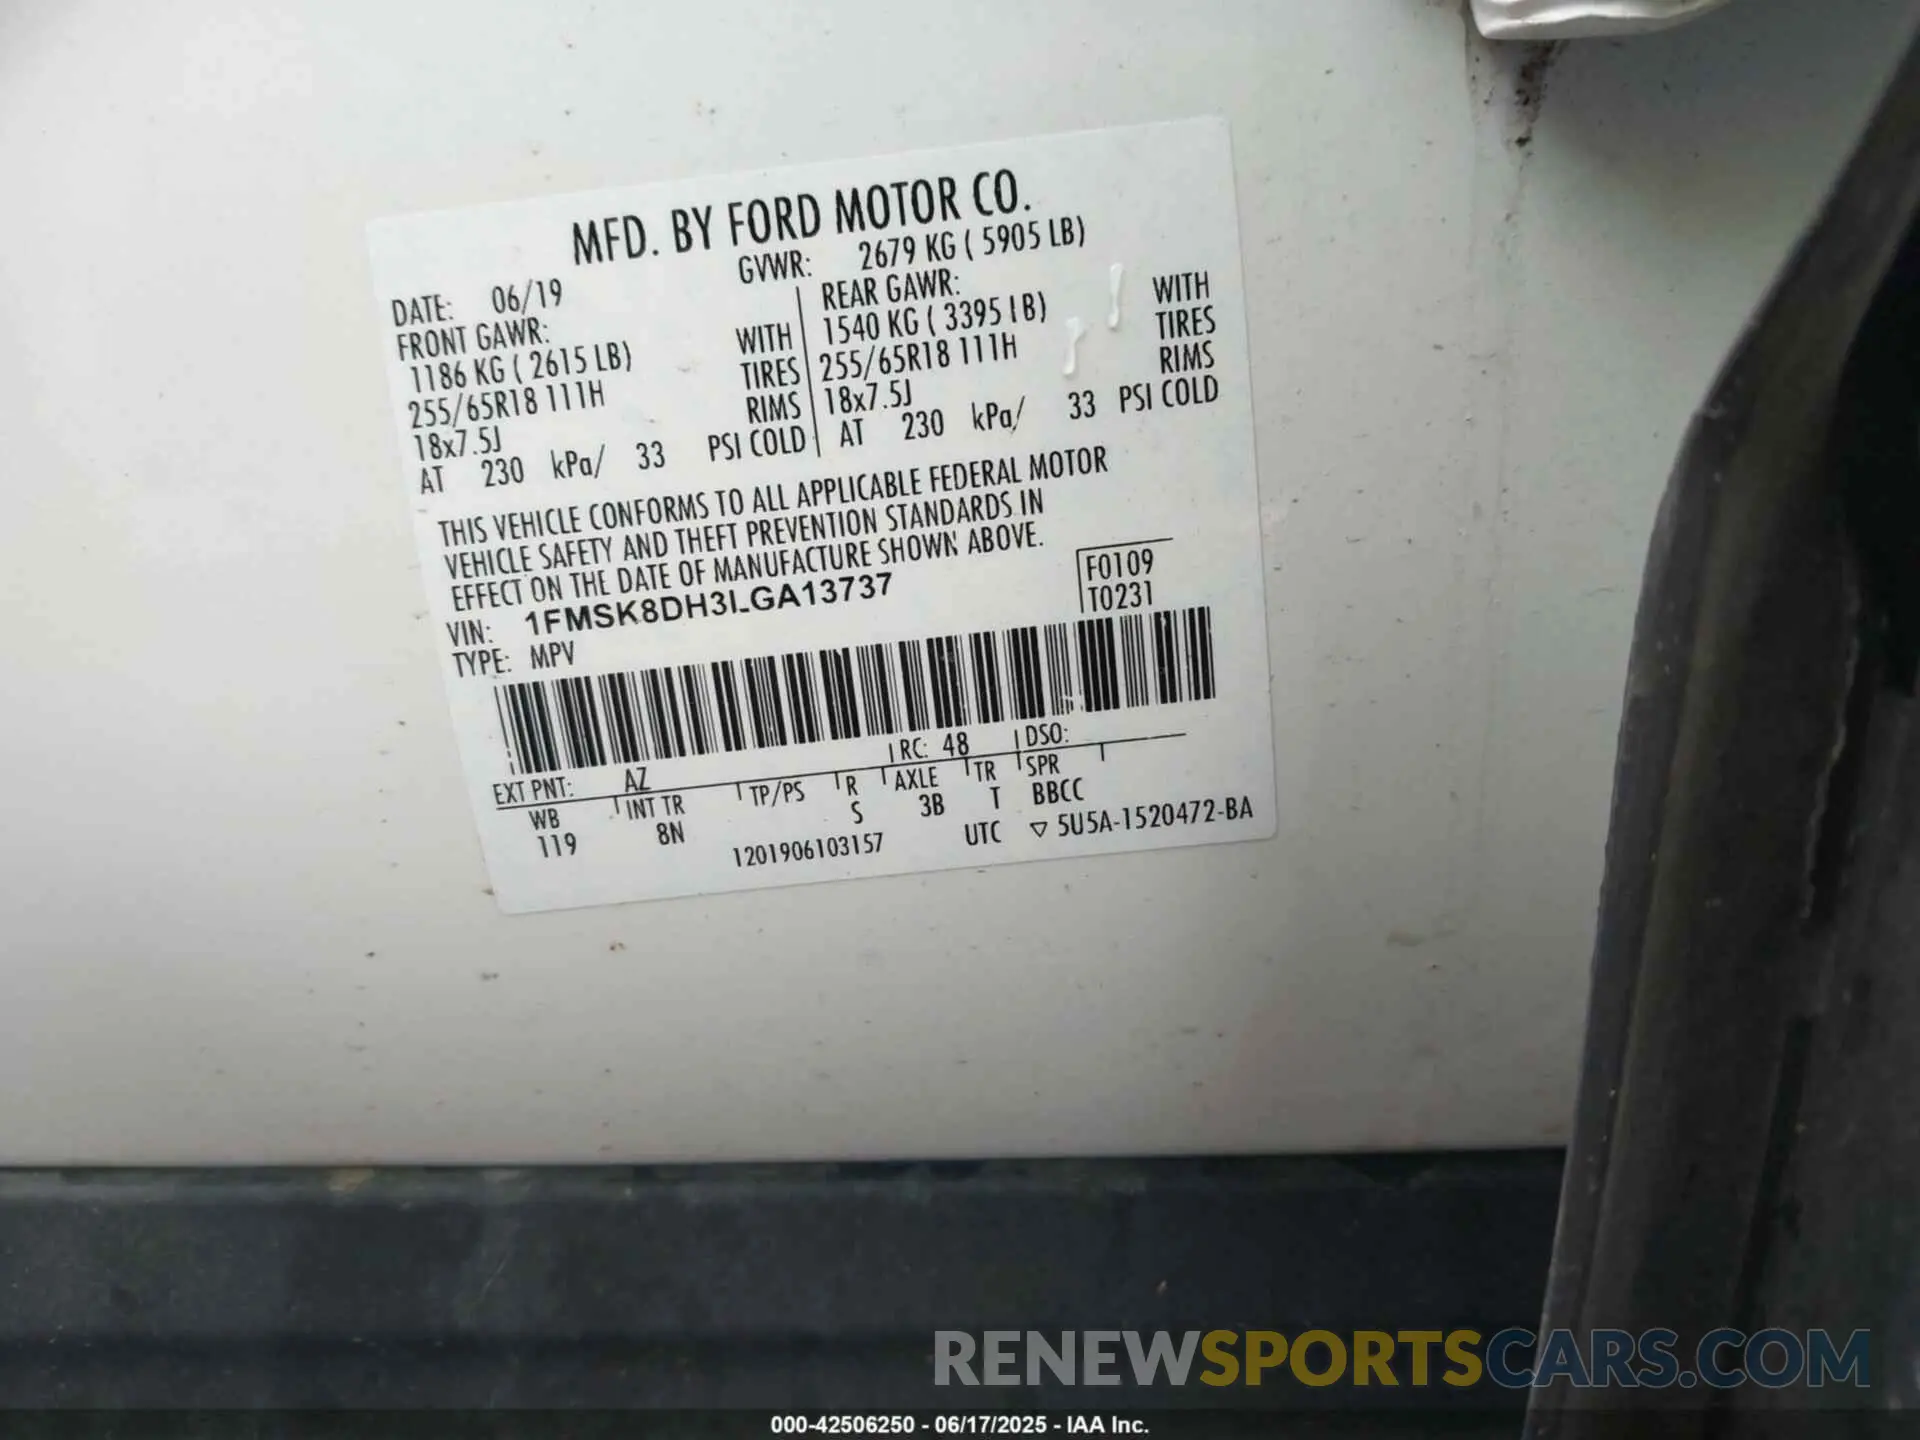 MFD. BY FORD MOTOR CO.
DATE: 06/19 GVWR: 2679 KG ( 5905 LB)
FRONT GAWR: REAR GAWR:
1186 KG ( 2615 LB) WITH 1540 KG ( 3395 LB) WITH
255/65R18 111H TIRES 255/65R18 111H TIRES
18x7.5J RIMS 18x7.5J RIMS
AT 230 kPa/ 33 PSI COLD AT 230 kPa/ 33 PSI COLD
THIS VEHICLE CONFORMS TO ALL APPLICABLE FEDERAL MOTOR
VEHICLE SAFETY AND THEFT PREVENTION STANDARDS IN
EFFECT ON THE DATE OF MANUFACTURE SHOWN ABOVE.
VIN: 1FMSK8DH3LGA13737 F0109
TYPE: MPV T0231
EXT PNT: AZ RC: 48 DSO:
WB INT TR TP/PS R AXLE TR SPR
119 8N S 3B T BBCC
1201906103157 UTC ▽ 5U5A-1520472-BA
RENEWSPORTSCARS.COM
000-42506250 - 06/17/2025 - IAA Inc.